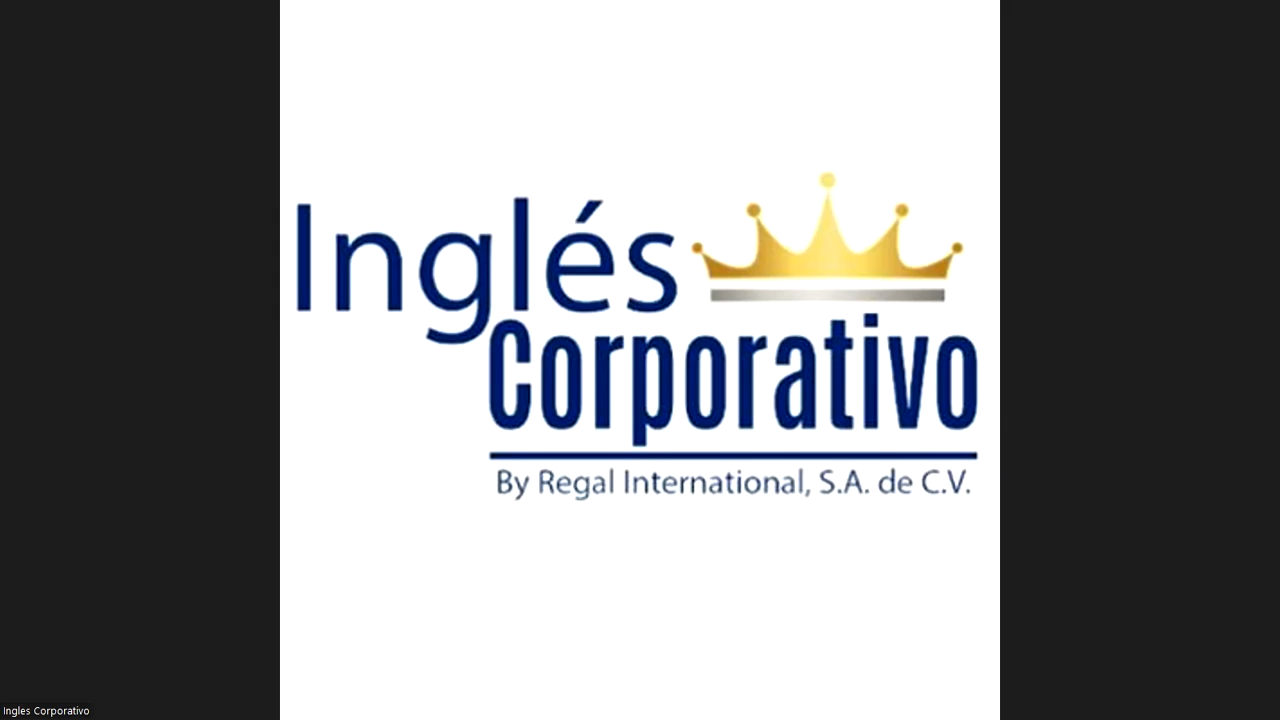 Inglés
Corporativo
By Regal International, S.A. de C.V.
Ingles Corporativo